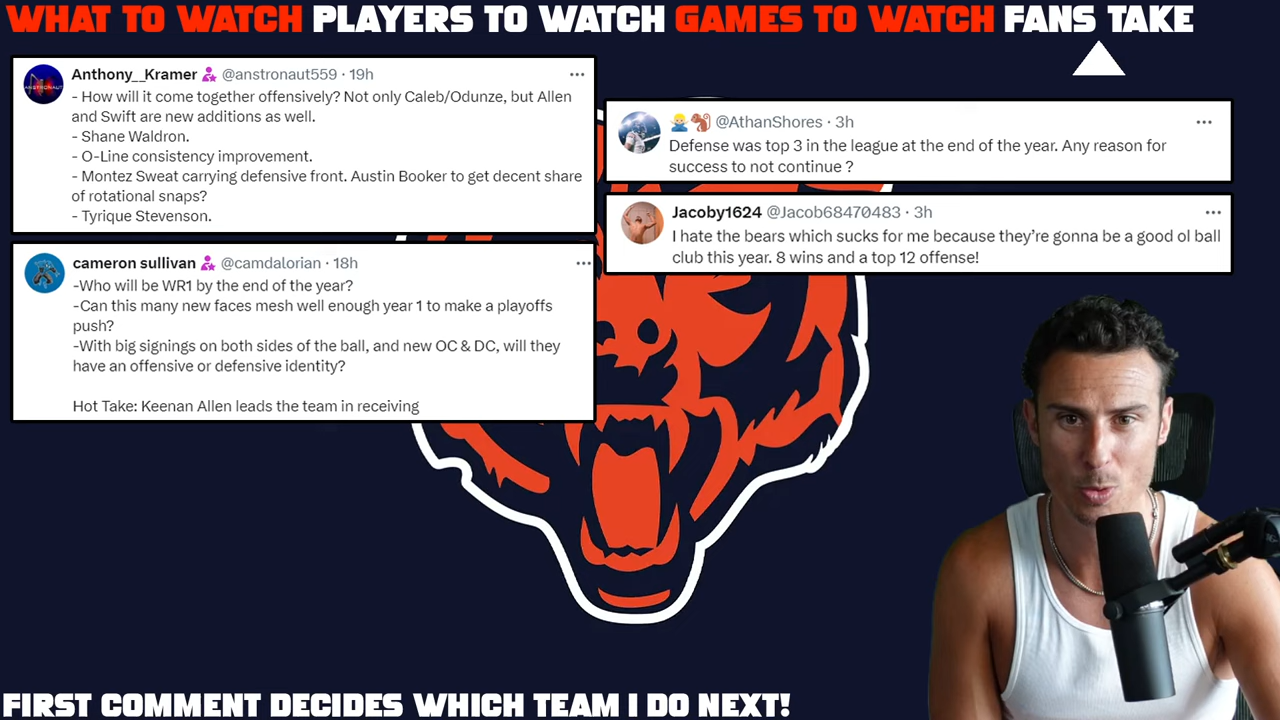 WHAT TO WATCH PLAYERS TO WATCH GAMES TO WATCH FANS TAKE
Anthony__Kramer @anstronaut559 · 19h
- How will it come together offensively? Not only Caleb/Odunze, but Allen
and Swift are new additions as well.
- Shane Waldron.
- O-Line consistency improvement.
- Montez Sweat carrying defensive front. Austin Booker to get decent share
of rotational snaps?
- Tyrique Stevenson.
cameron sullivan @camdalorian · 18h
-Who will be WR1 by the end of the year?
-Can this many new faces mesh well enough year 1 to make a playoffs
push?
-With big signings on both sides of the ball, and new OC & DC, will they
have an offensive or defensive identity?
Hot Take: Keenan Allen leads the team in receiving
@AthanShores · 3h
Defense was top 3 in the league at the end of the year. Any reason for
success to not continue ?
Jacoby1624 @Jacob68470483 · 3h
I hate the bears which sucks for me because they’re gonna be a good ol ball
club this year. 8 wins and a top 12 offense!
FIRST COMMENT DECIDES WHICH TEAM I DO NEXT!